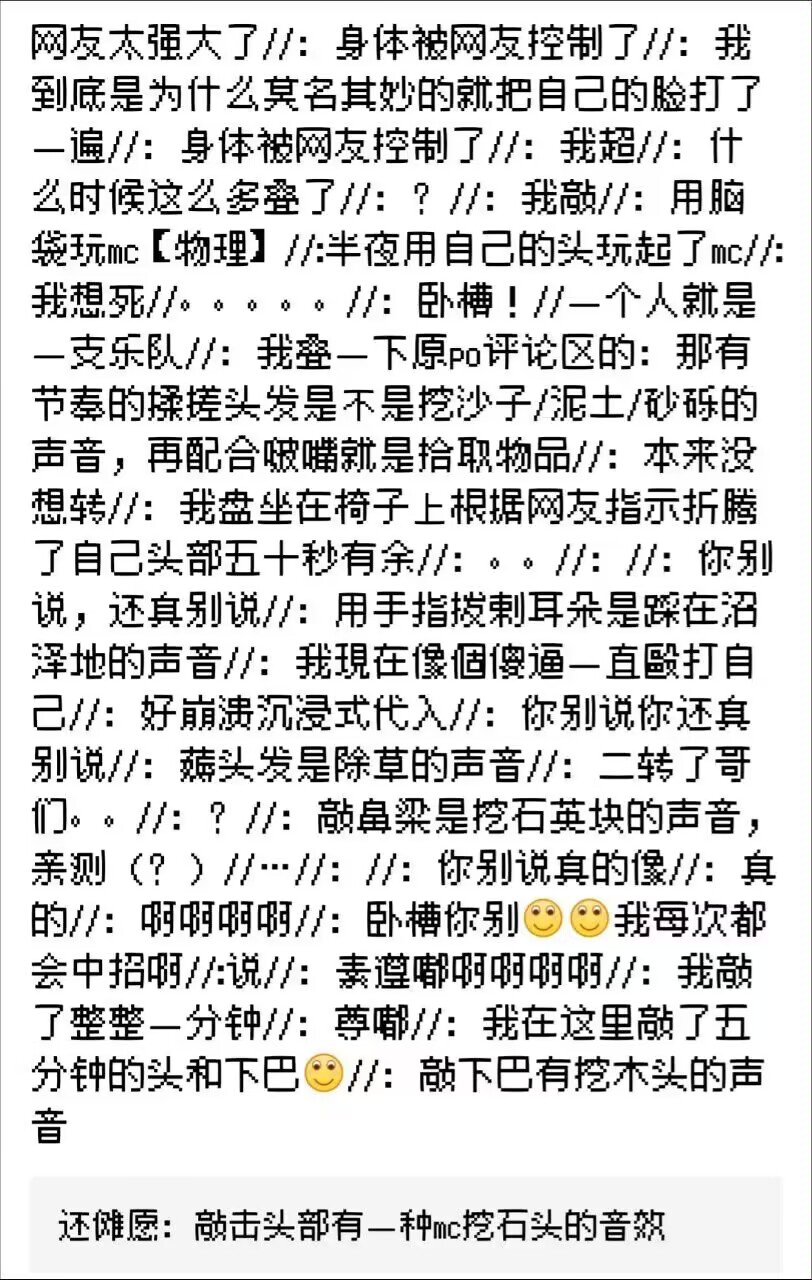 网友太强大了//：身体被网友控制了//：我
到底是为什么莫名其妙的就把自己的脸打了
一遍//：身体被网友控制了//：我超//：什
么时候这么多叠了//：？//：我敲//：用脑
袋玩mc【物理】//:半夜用自己的头玩起了mc//:
我想死//。。。。。//：卧槽！//一个人就是
一支乐队//：我叠一下原po评论区的：那有
节奏的揉搓头发是不是挖沙子/泥土/砂砾的
声音，再配合啵嘴就是拾取物品//：本来没
想转//：我盘坐在椅子上根据网友指示折腾
了自己头部五十秒有余//：。。//：//：你别
说，还真别说//：用手指拨剌耳朵是踩在沼
泽地的声音//：我現在像個傻逼一直毆打自
己//：好崩溃沉浸式代入//：你别说你还真
别说//：薅头发是除草的声音//：二转了哥
们。。//：？//：敲鼻梁是挖石英块的声音，
亲测（？）//…//：//：你别说真的像//：真
的//：啊啊啊啊//：卧槽你别🙂🙂我每次都
会中招啊//:说//：素遵嘟啊啊啊啊//：我敲
了整整一分钟//：尊嘟//：我在这里敲了五
分钟的头和下巴🙂//：敲下巴有挖木头的声
音
还傩愿：敲击头部有一种mc挖石头的音效